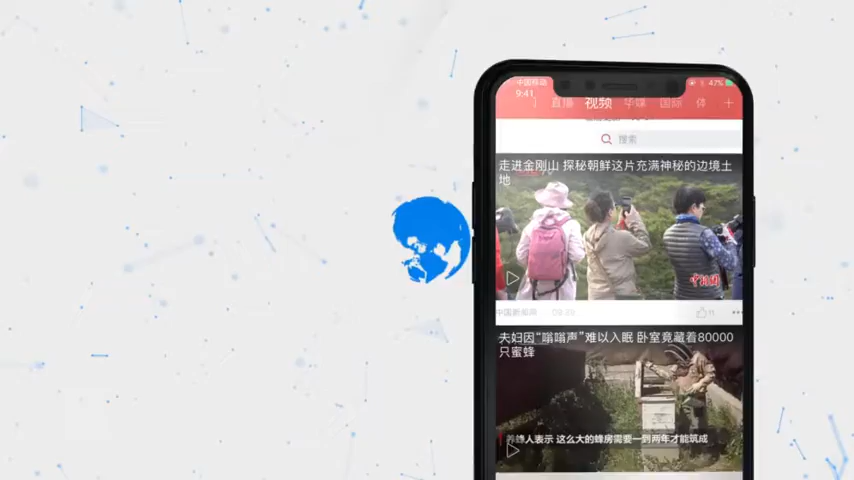 中国移动
47%
9:41
直播 视频 华媒 国际 体 +
搜索
走进金刚山 探秘朝鲜这片充满神秘的边境土
地
中新网
中国新闻网 09:39
11
夫妇因“嗡嗡声”难以入眠 卧室竟藏着80000
只蜜蜂
养蜂人表示 这么大的蜂房需要一到两年才能筑成